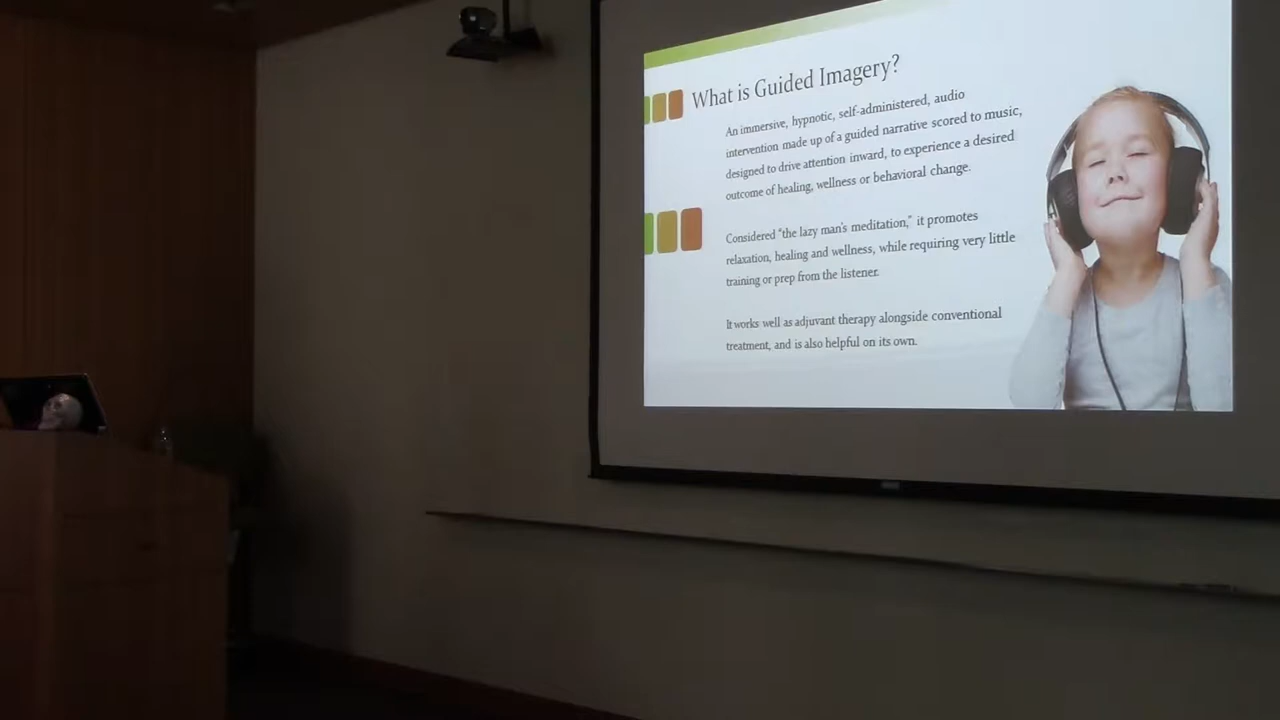 What is Guided Imagery?
An immersive, hypnotic, self-administered, audio
intervention made up of a guided narrative scored to music,
designed to drive attention inward, to experience a desired
outcome of healing, wellness or behavioral change.
Considered "the lazy man's meditation," it promotes
relaxation, healing and wellness, while requiring very little
training or prep from the listener.
It works well as adjuvant therapy alongside conventional
treatment, and is also helpful on its own.